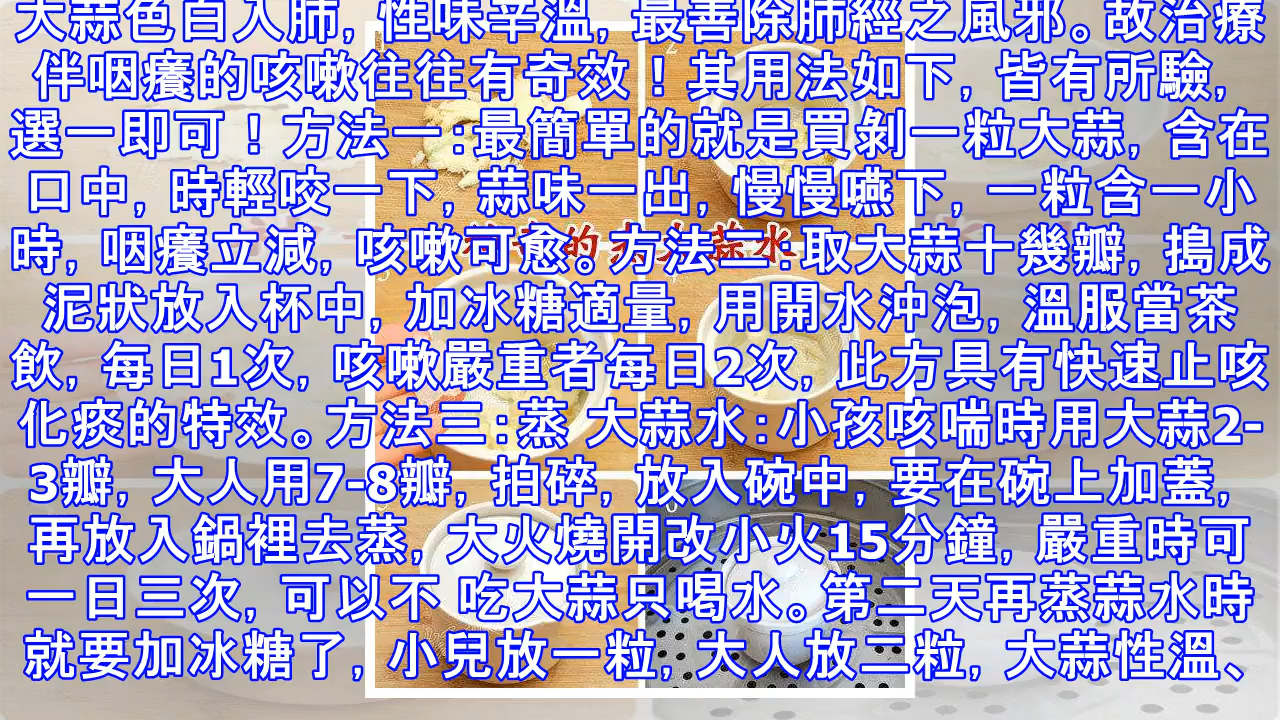 大蒜色白入肺, 性味辛溫, 最善除肺經之風邪。故治療
伴咽癢的咳嗽往往有奇效！其用法如下, 皆有所驗,
選一即可！方法一:最簡單的就是買剝一粒大蒜, 含在
口中, 時輕咬一下, 蒜味一出, 慢慢嚥下, 一粒含一小
時, 咽癢立減, 咳嗽可愈。方法二:取大蒜十幾瓣, 搗成
泥狀放入杯中, 加冰糖適量, 用開水沖泡, 溫服當茶
飲, 每日1次, 咳嗽嚴重者每日2次, 此方具有快速止咳
化痰的特效。方法三:蒸 大蒜水:小孩咳喘時用大蒜2-
3瓣, 大人用7-8瓣, 拍碎, 放入碗中, 要在碗上加蓋,
再放入鍋裡去蒸, 大火燒開改小火15分鐘, 嚴重時可
一日三次, 可以不 吃大蒜只喝水。第二天再蒸蒜水時
就要加冰糖了, 小兒放一粒, 大人放二粒, 大蒜性溫、